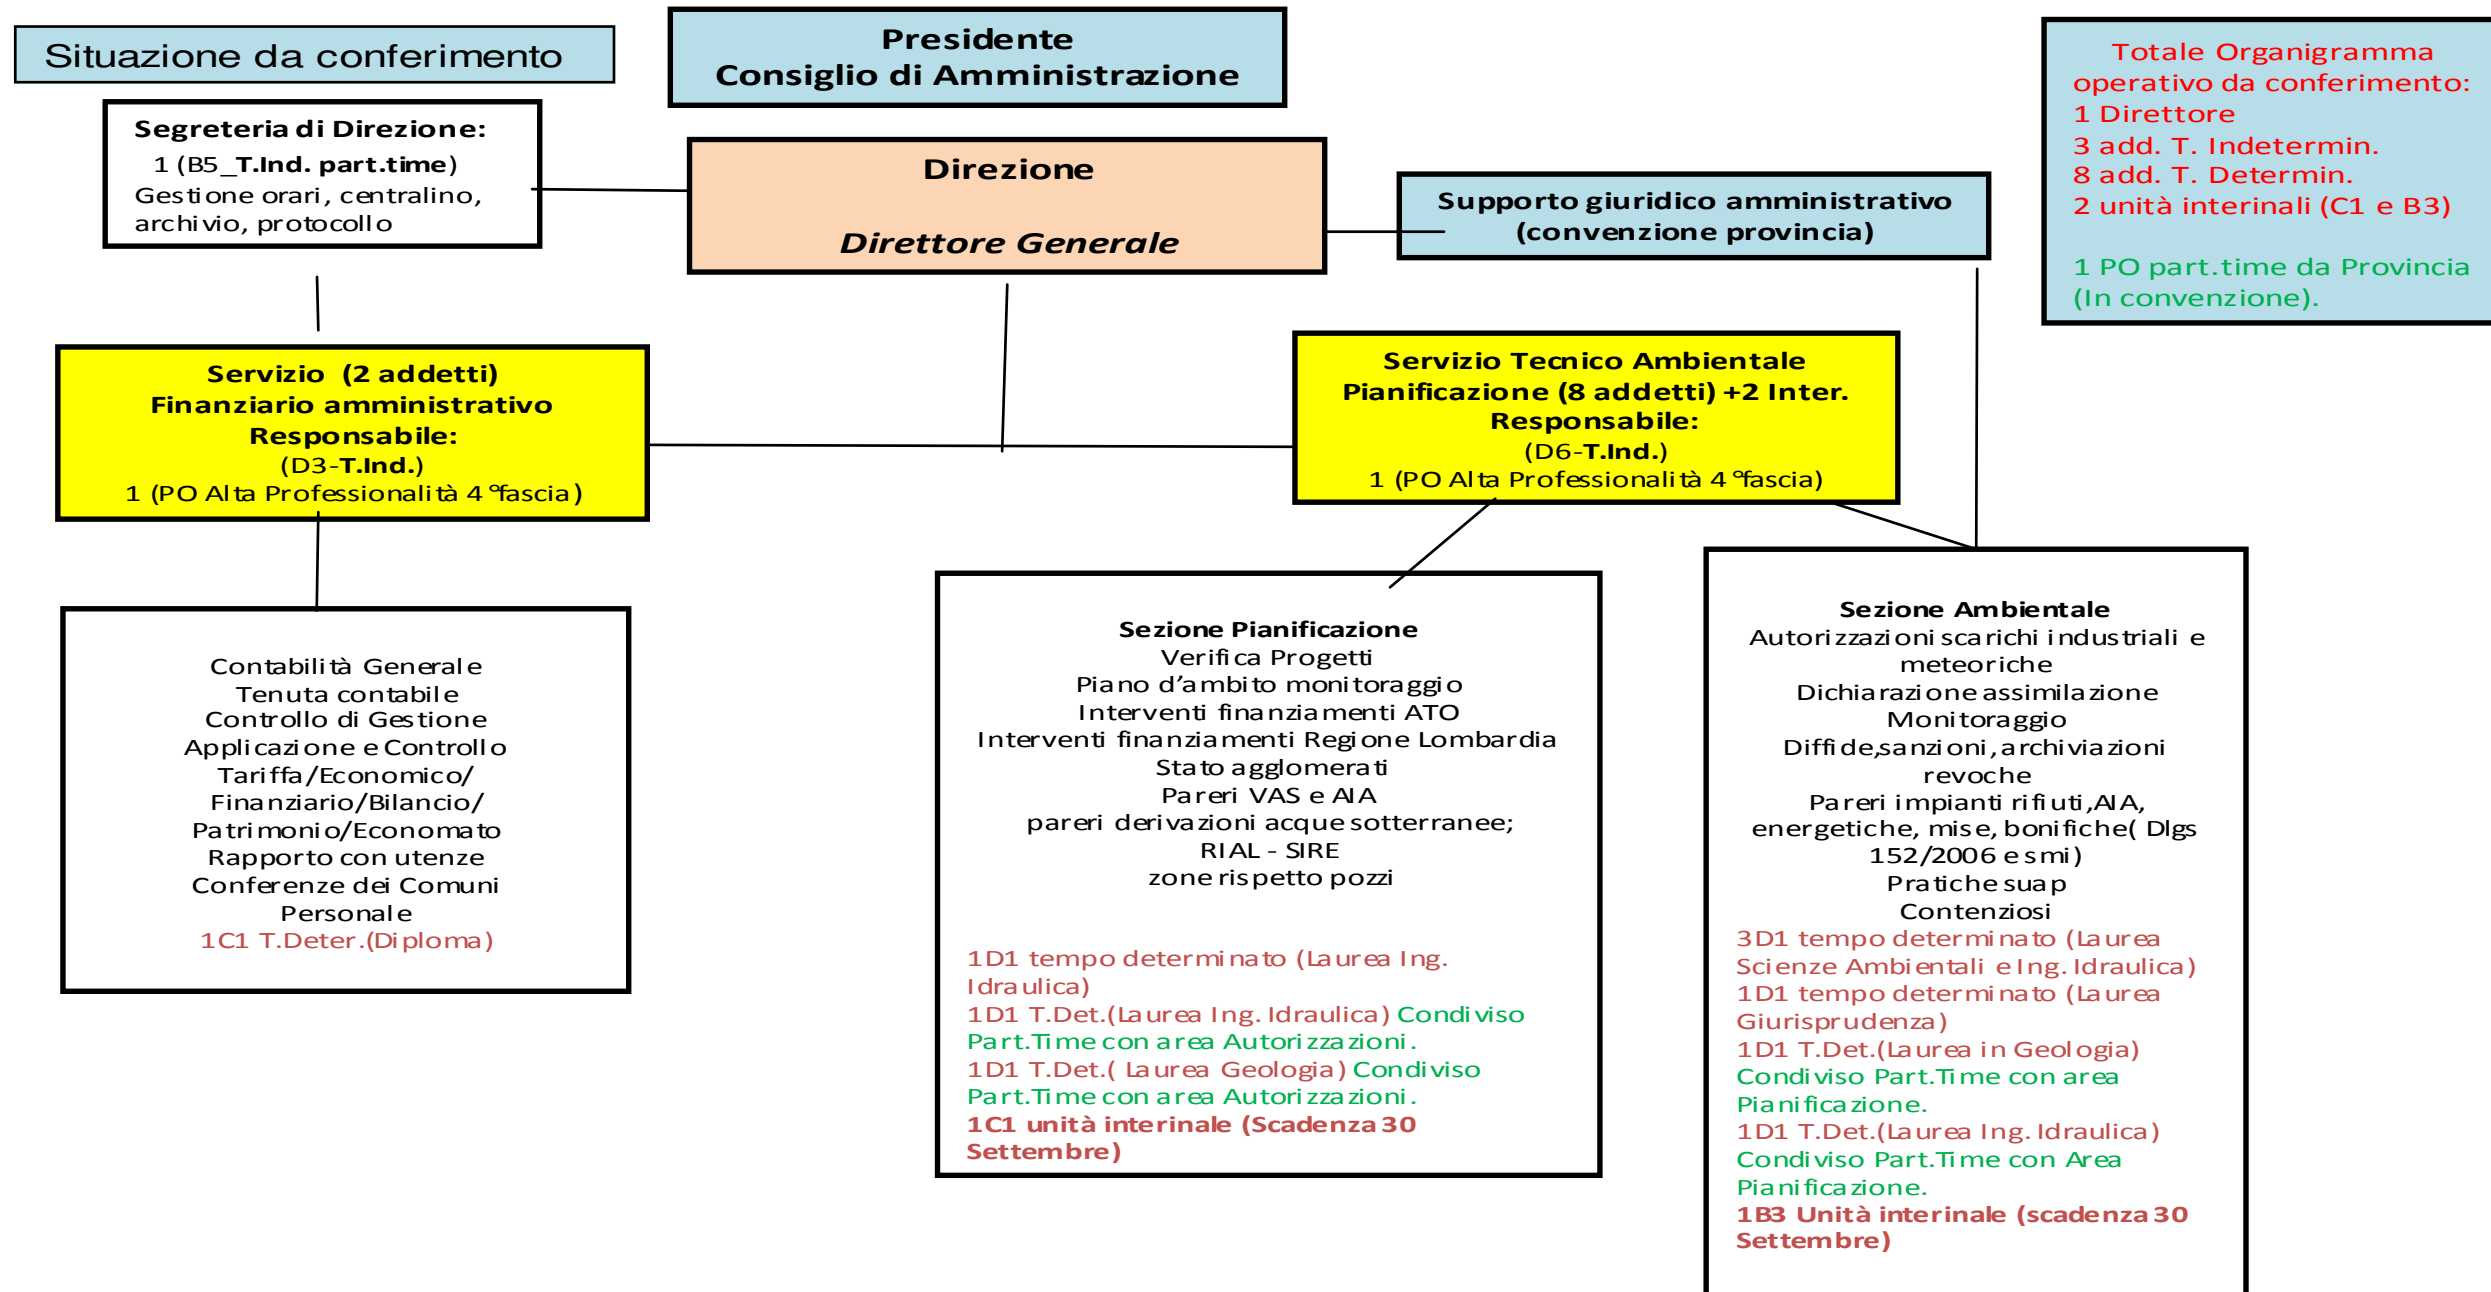 Situazione da conferimento
Presidente
Consiglio di Amministrazione
Totale Organigramma
operativo da conferimento:
1 Direttore
3 add. T. Indetermin.
8 add. T. Determin.
2 unità interinali (C1 e B3)
1 PO part.time da Provincia
(In convenzione).
Segreteria di Direzione:
1 (B5_T.Ind. part.time)
Gestione orari, centralino,
archivio, protocollo
Direzione
Direttore Generale
Supporto giuridico amministrativo
(convenzione provincia)
Servizio (2 addetti)
Finanziario amministrativo
Responsabile:
(D3-T.Ind.)
1 (PO Alta Professionalità 4°fascia)
Servizio Tecnico Ambientale
Pianificazione (8 addetti) +2 Inter.
Responsabile:
(D6-T.Ind.)
1 (PO Alta Professionalità 4°fascia)
Contabilità Generale
Tenuta contabile
Controllo di Gestione
Applicazione e Controllo
Tariffa/Economico/
Finanziario/Bilancio/
Patrimonio/Economato
Rapporto con utenze
Conferenze dei Comuni
Personale
1C1 T.Deter.(Diploma)
Sezione Pianificazione
Verifica Progetti
Piano d’ambito monitoraggio
Interventi finanziamenti ATO
Interventi finanziamenti Regione Lombardia
Stato agglomerati
Pareri VAS e AIA
pareri derivazioni acque sotterranee;
RIAL - SIRE
zone rispetto pozzi
1D1 tempo determinato (Laurea Ing.
Idraulica)
1D1 T.Det.(Laurea Ing. Idraulica) Condiviso
Part.Time con area Autorizzazioni.
1D1 T.Det.( Laurea Geologia) Condiviso
Part.Time con area Autorizzazioni.
1C1 unità interinale (Scadenza 30
Settembre)
Sezione Ambientale
Autorizzazioni scarichi industriali e
meteoriche
Dichiarazione assimilazione
Monitoraggio
Diffide,sanzioni, archiviazioni
revoche
Pareri impianti rifiuti,AIA,
energetiche, mise, bonifiche( Dlgs
152/2006 e smi)
Pratiche suap
Contenziosi
3D1 tempo determinato (Laurea
Scienze Ambientali e Ing. Idraulica)
1D1 tempo determinato (Laurea
Giurisprudenza)
1D1 T.Det.(Laurea in Geologia)
Condiviso Part.Time con area
Pianificazione.
1D1 T.Det.(Laurea Ing. Idraulica)
Condiviso Part.Time con Area
Pianificazione.
1B3 Unità interinale (scadenza 30
Settembre)